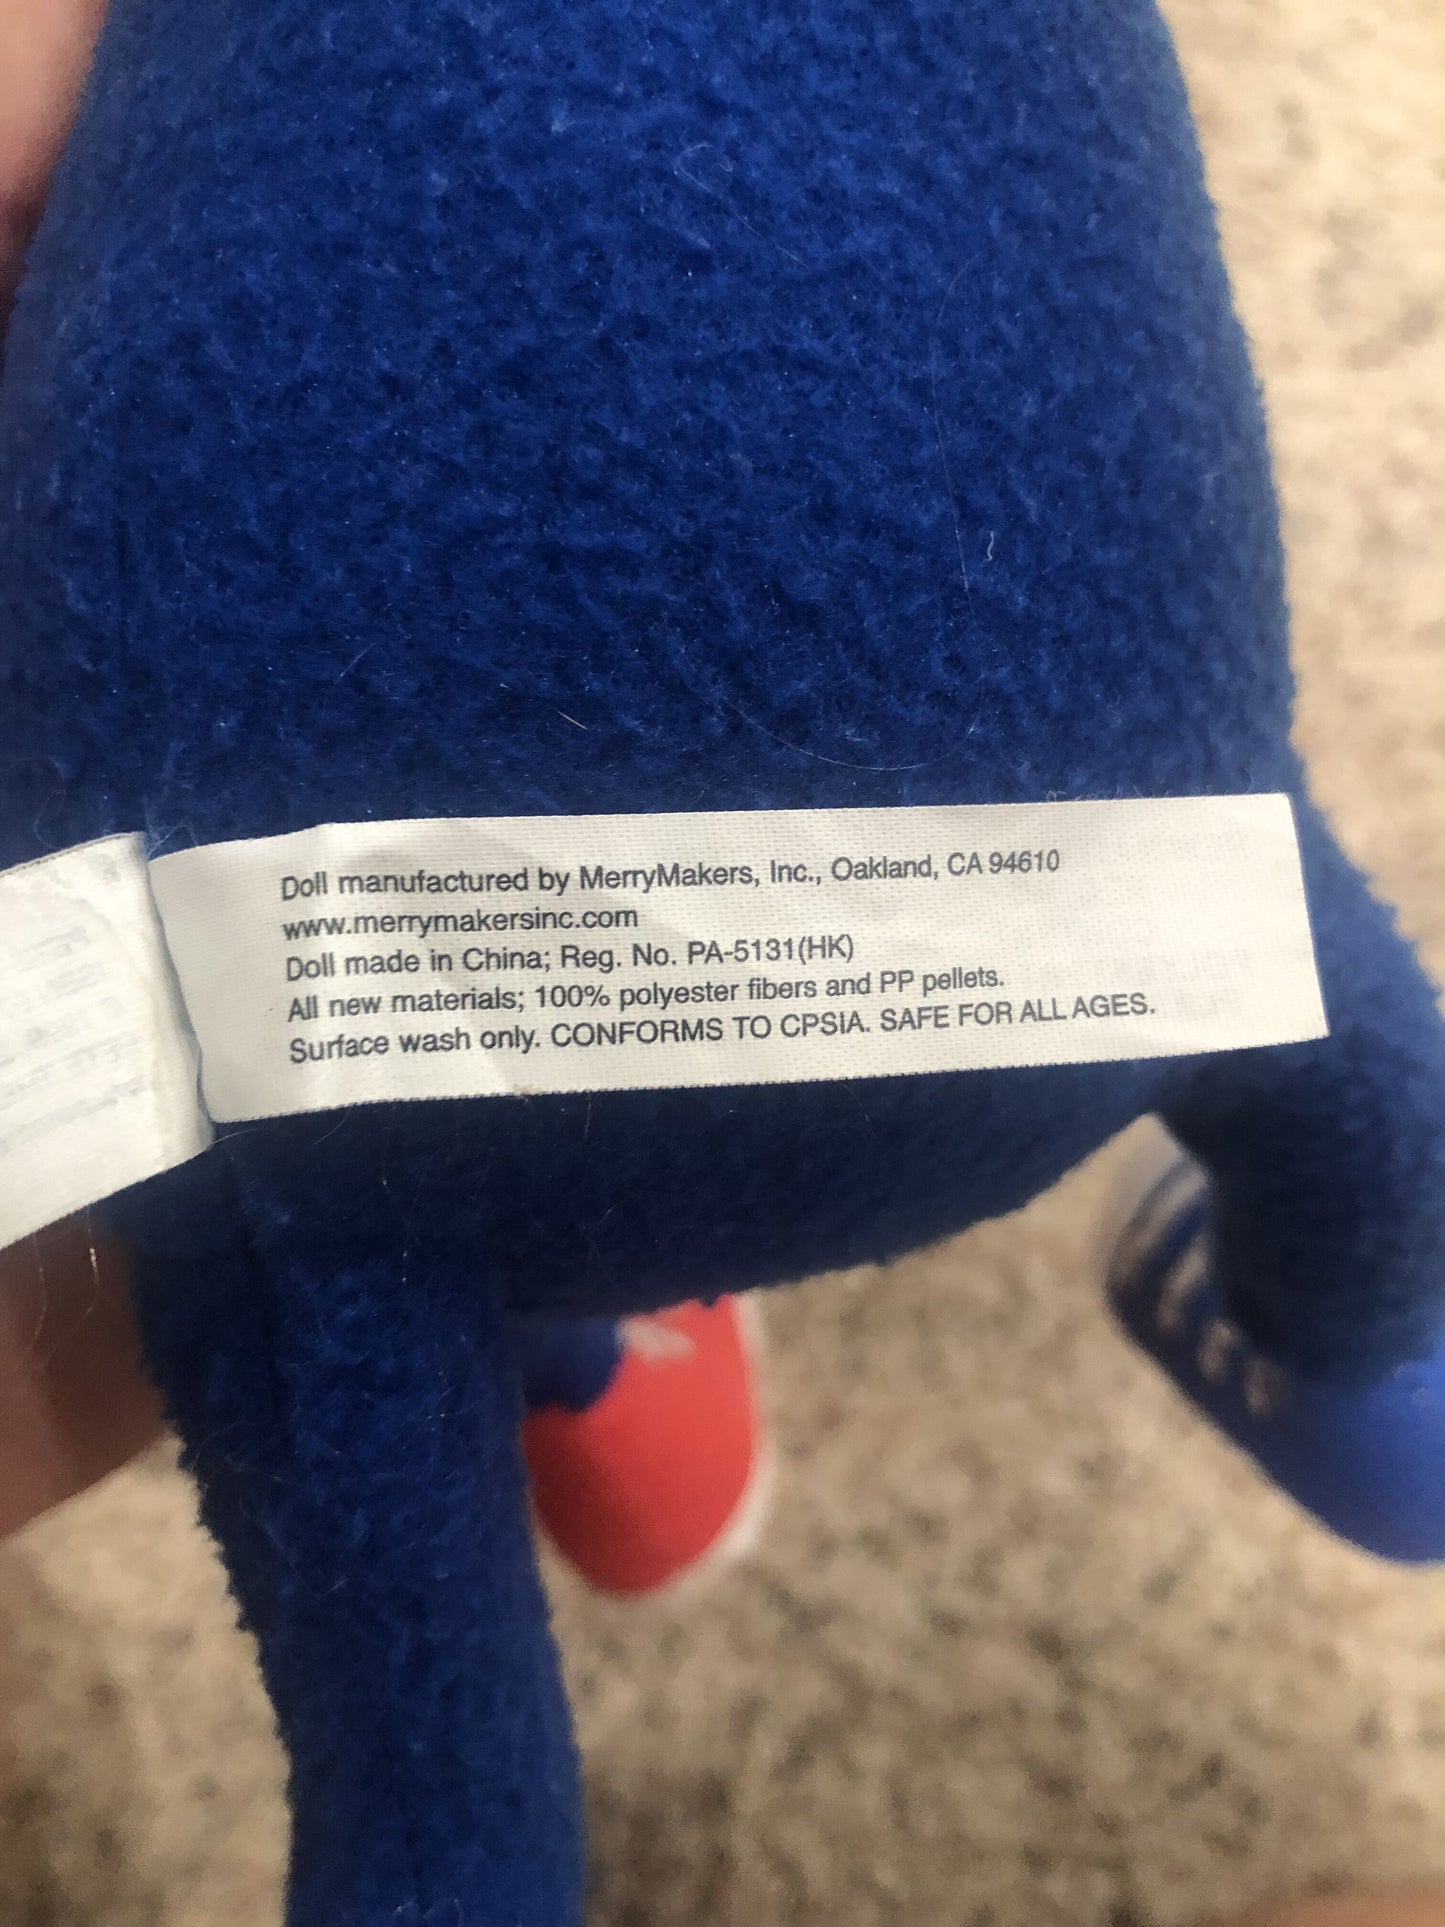 Doll manufactured by MerryMakers, Inc., Oakland, CA 94610
www.merrymakersinc.com
Doll made in China; Reg. No. PA-5131(HK)
All new materials; 100% polyester fibers and PP pellets.
Surface wash only. CONFORMS TO CPSIA. SAFE FOR ALL AGES.